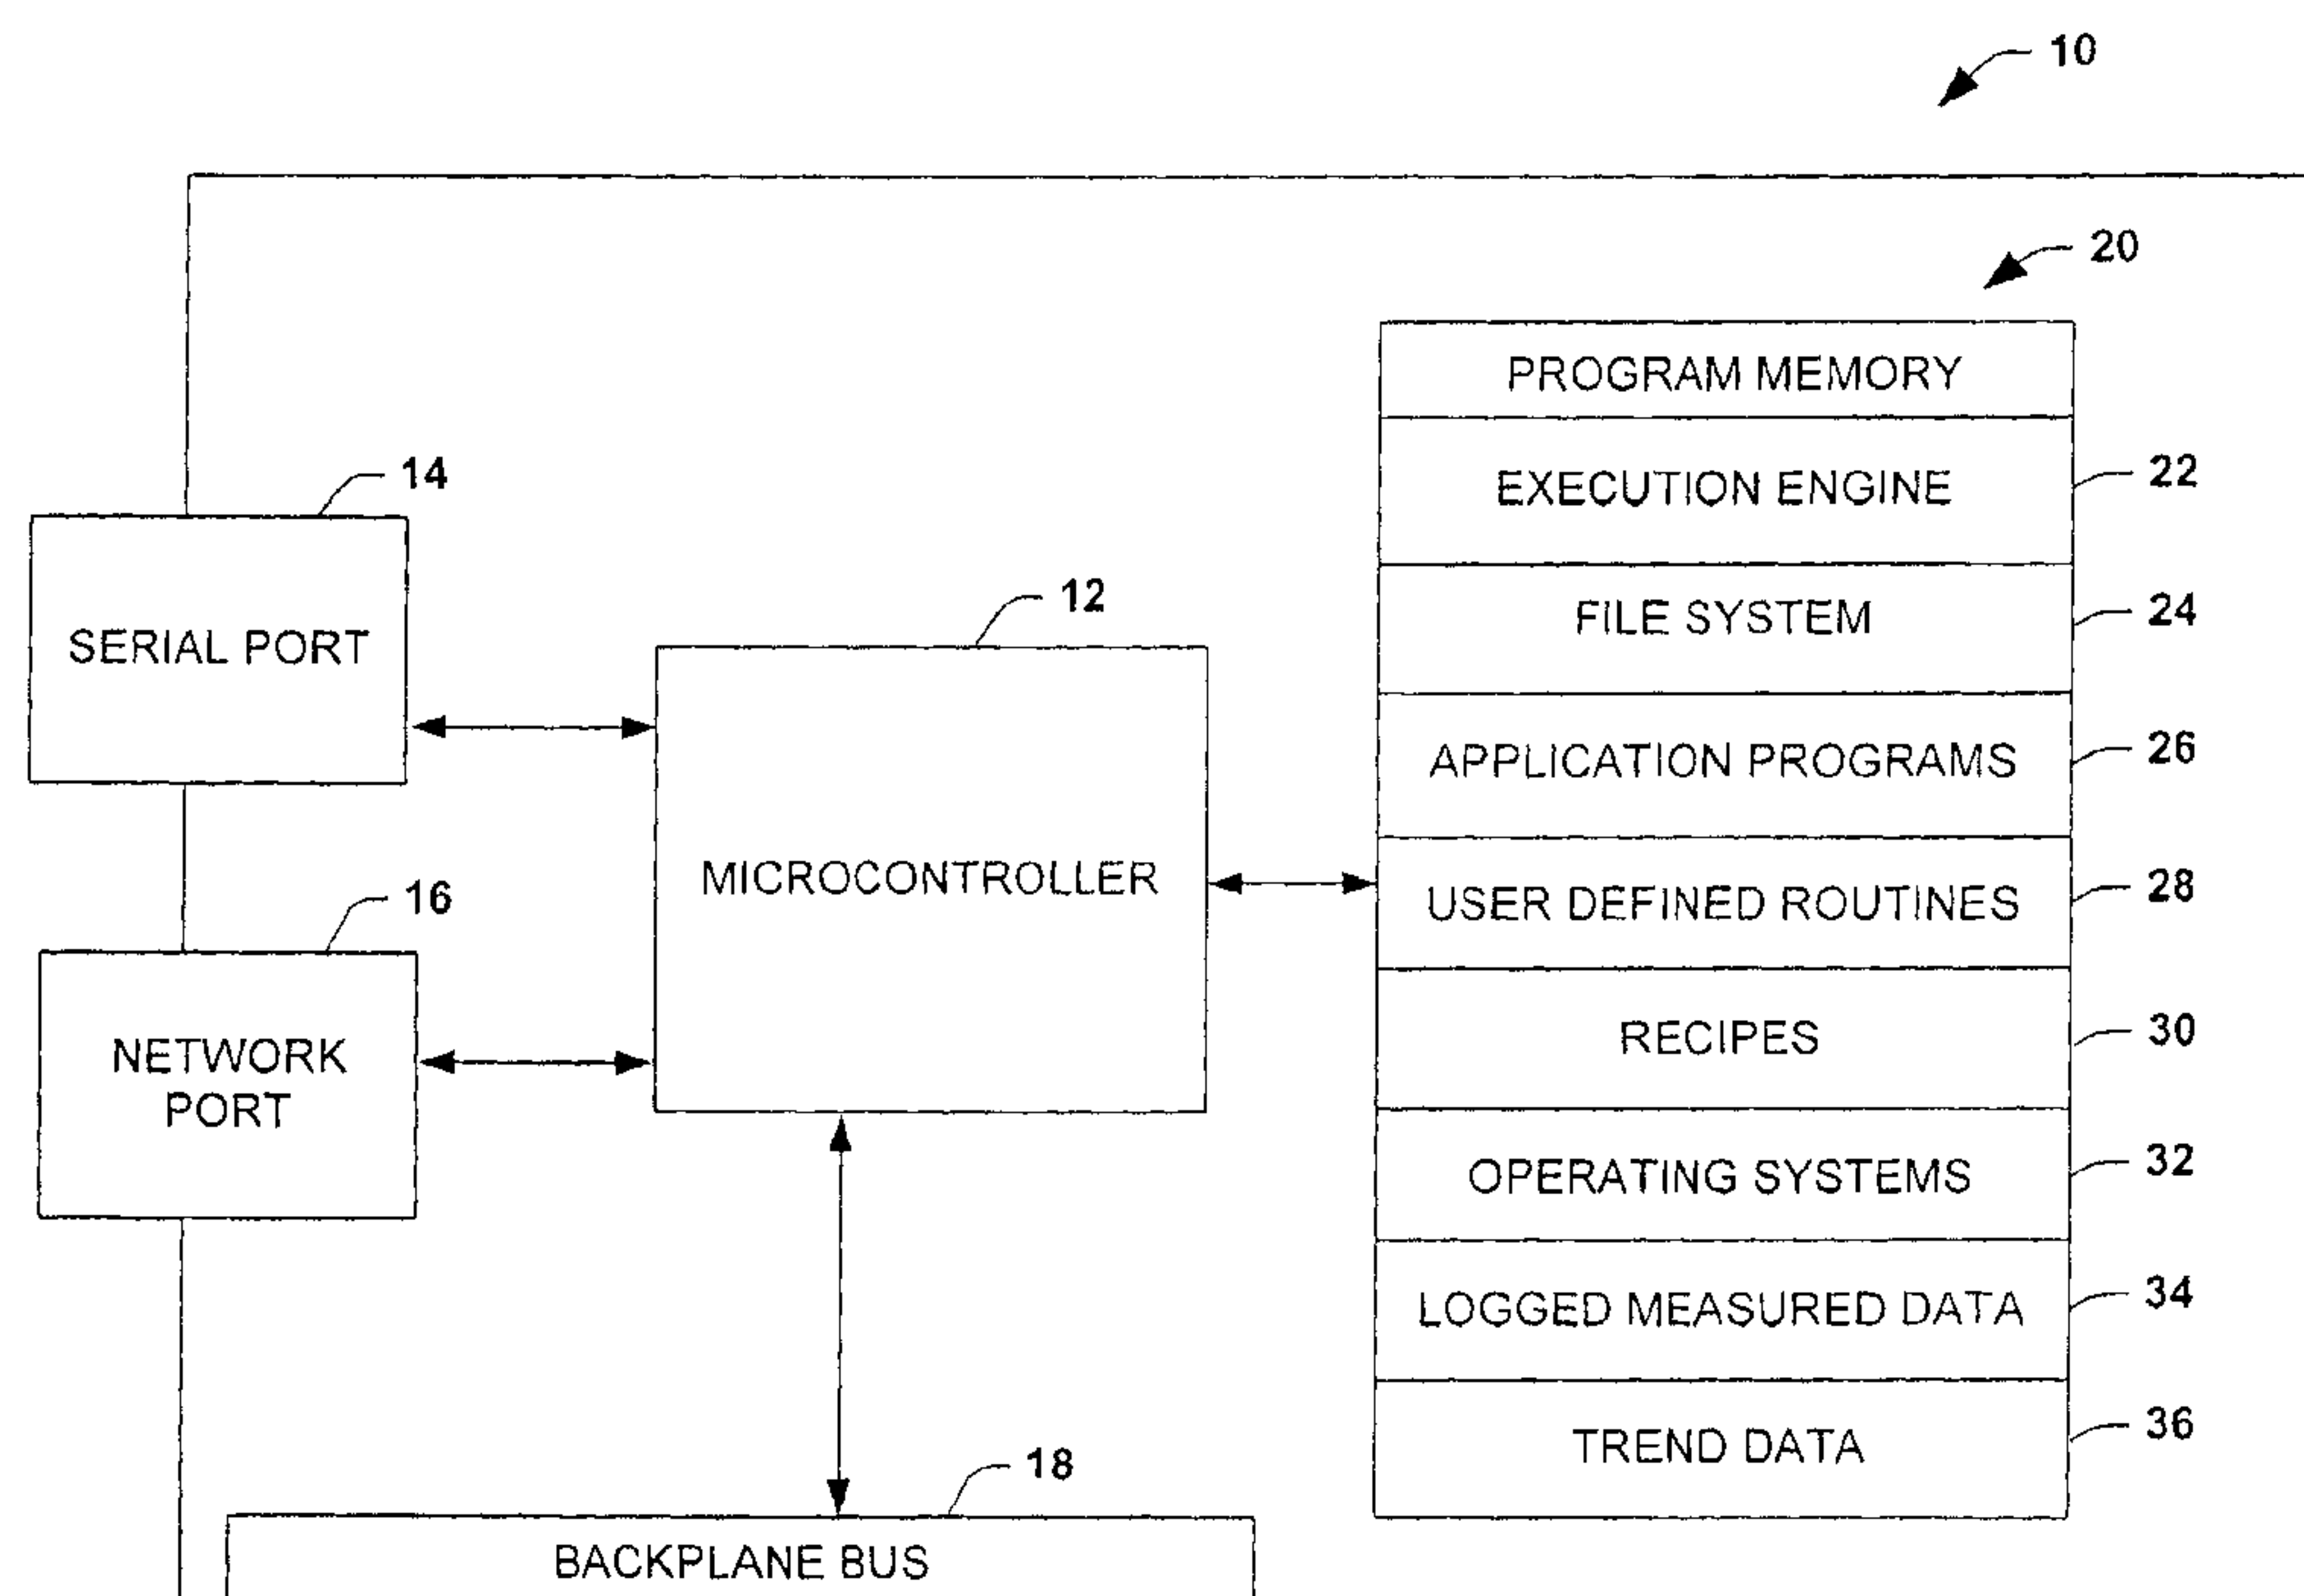 10
20
PROGRAM MEMORY
EXECUTION ENGINE
22
14
SERIAL PORT
12
FILE SYSTEM
24
APPLICATION PROGRAMS
26
MICROCONTROLLER
USER DEFINED ROUTINES
28
16
NETWORK
PORT
RECIPES
30
OPERATING SYSTEMS
32
LOGGED MEASURED DATA
34
TREND DATA
36
18
BACKPLANE BUS